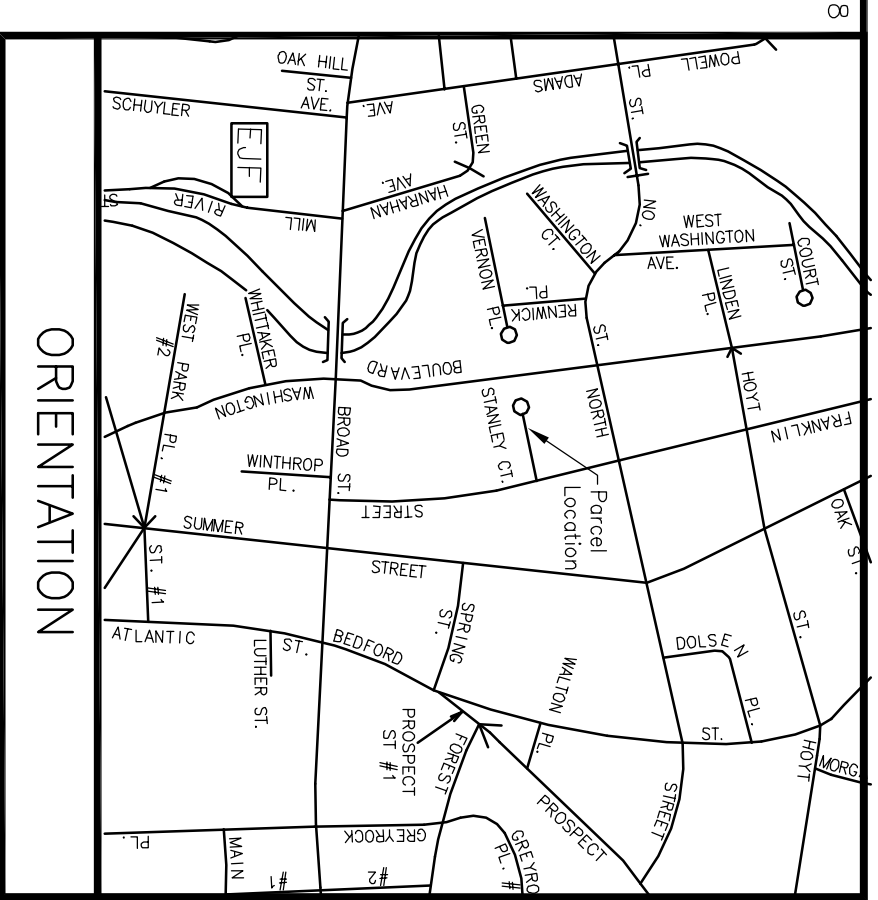 8
OAK HILL
ST.
AVE.
SCHUYLER
EJF
ADAMS
AVE.
PL.
POWELL
ST.
GREEN
ST.
HANRAHAN
AVE.
MILL
RIVER
ST
NO.
WASHINGTON
CT.
WEST
WASHINGTON
AVE.
COURT
ST.
VERNON
PL.
RENWICK
PL.
LINDEN
PL.
ST.
WHITTAKER
PL.
WEST PARK
#2
PL. #1
WASHINGTON
BOULEVARD
BROAD ST.
STANLEY CT.
NORTH
HOYT
FRANKLIN
WINTHROP
PL.
STREET
Parcel
Location
OAK ST.
SUMMER
STREET
ST. #1
SPRING
ST.
ST.
DOLSEN
PL.
ATLANTIC
ST.
LUTHER ST.
BEDFORD
WALTON
PL.
ST.
PROSPECT
ST #1
FOREST
HOYT
MORG
PROSPECT
STREET
GREYROCK
PL.
MAIN
#1
#2
GREYRO
PL. #
ORIENTATION